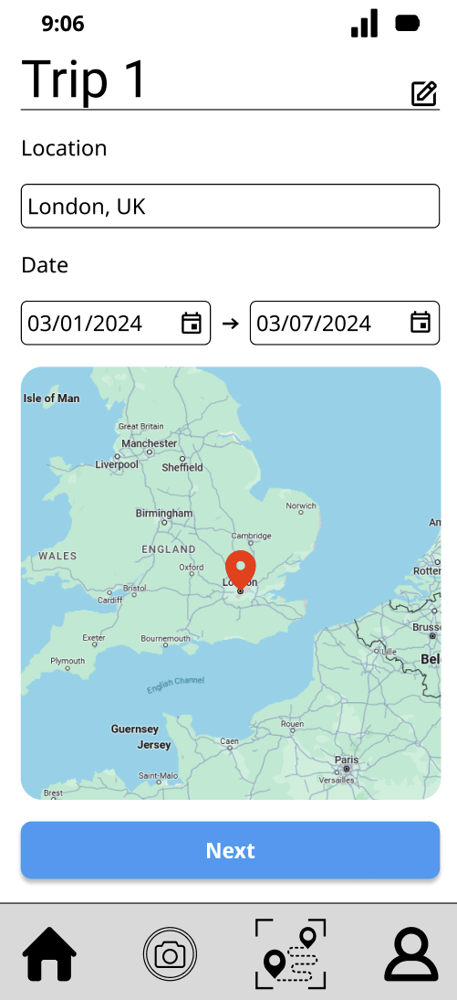 9:06
Trip 1
Location
London, UK
Date
03/01/2024
03/07/2024
Isle of Man
Great Britain
Manchester
Liverpool
Sheffield
Norwich
Birmingham
An
Cambridge
WALES
ENGLAND
Oxford
Rotter
London
Bristol
Cardiff
Brusse
Exeter
Bournemouth
Lille
Plymouth
Bel
English Channel
Rouen
Guernsey
Jersey
Caen
Paris
Saint-Malo
Versailles
Brest
Next